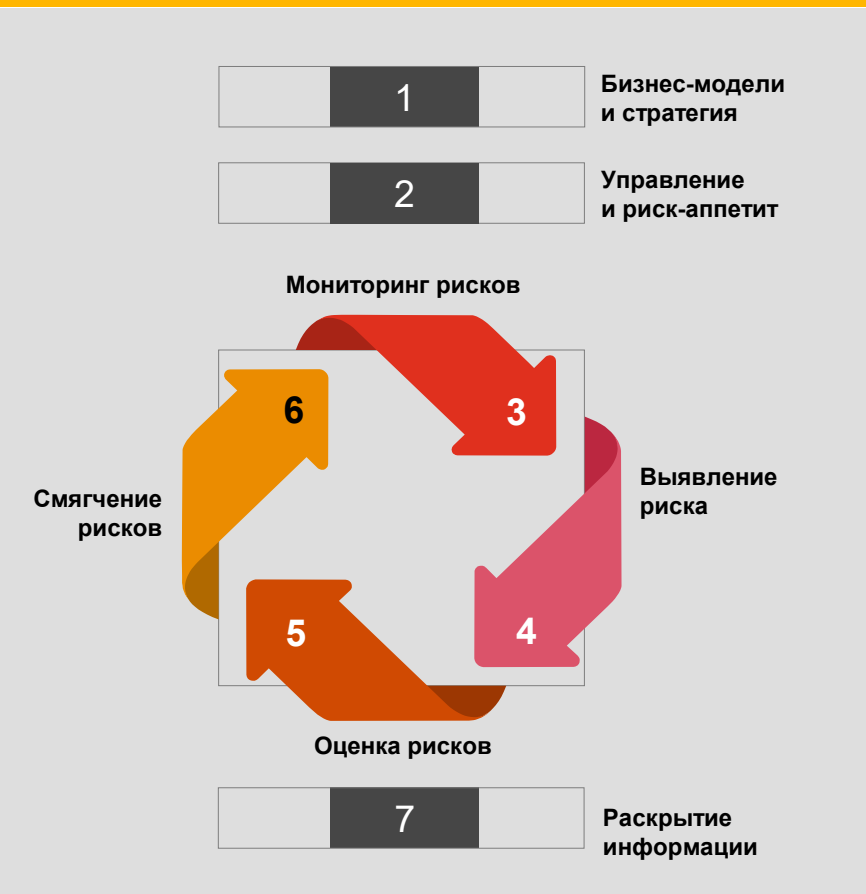 1
Бизнес-модели
и стратегия
2
Управление
и риск-аппетит
Мониторинг рисков
6
3
Выявление
риска
Смягчение
рисков
5
4
Оценка рисков
7
Раскрытие
информации